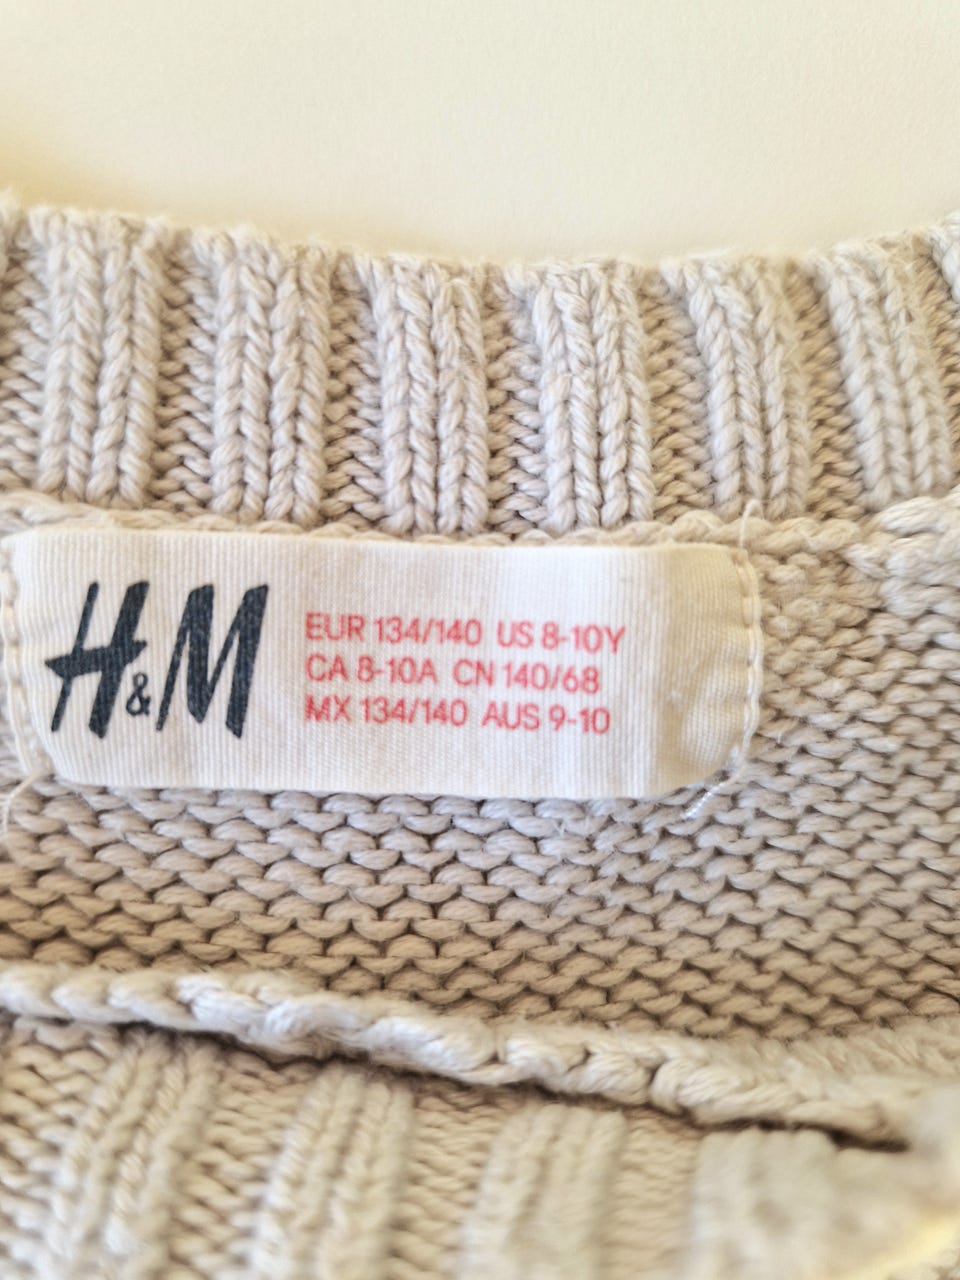 H&M
EUR 134/140 US 8-10Y
CA 8-10A CN 140/68
MX 134/140 AUS 9-10